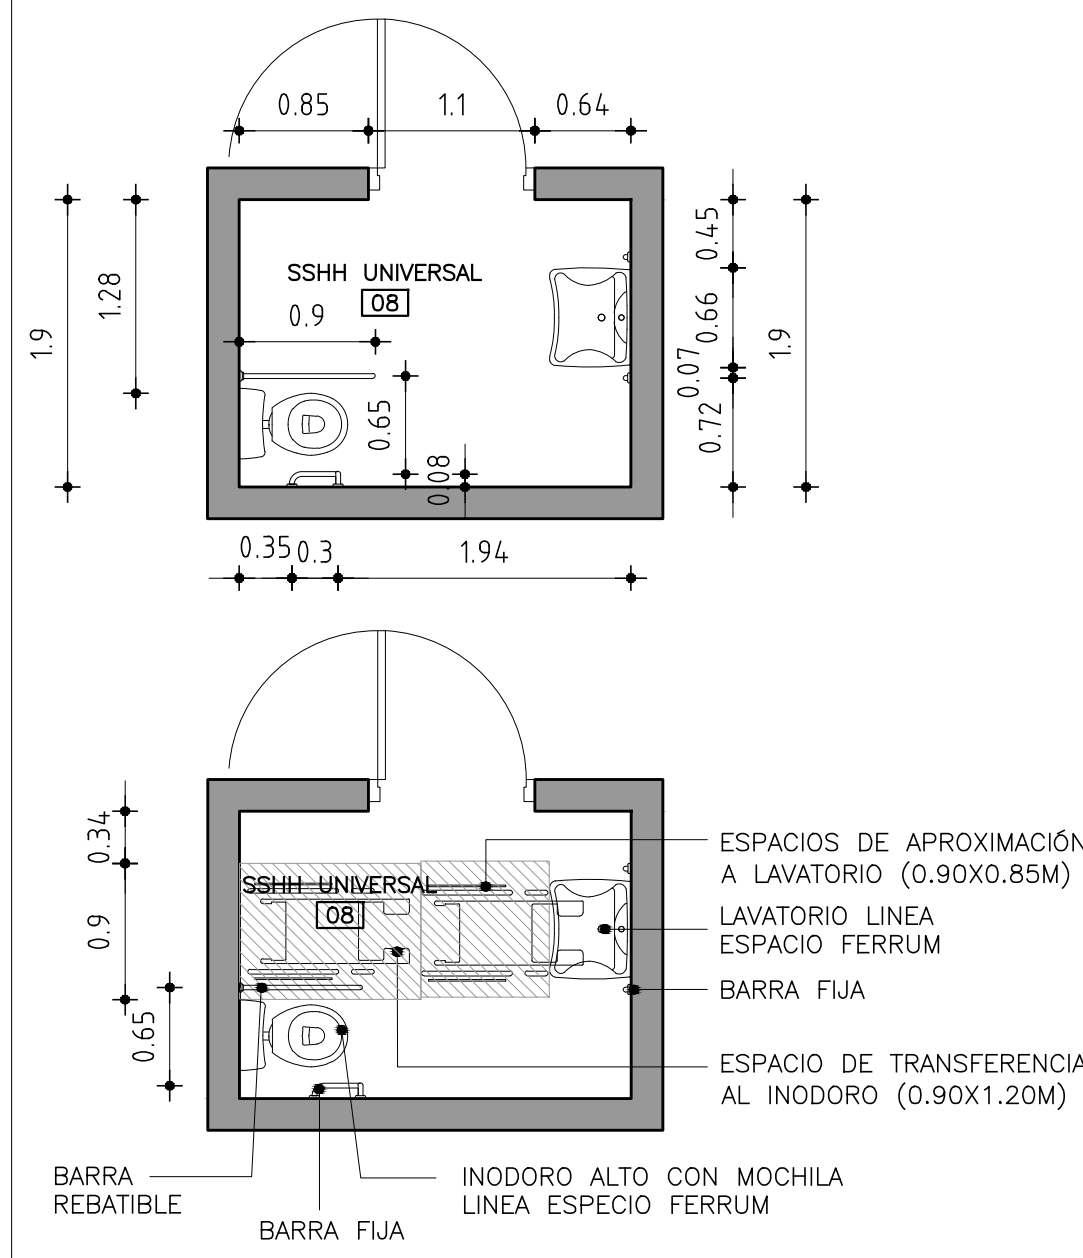 0.85
1.1
0.64
1.9
1.28
SSHH UNIVERSAL
08
0.9
0.65
0.08
0.45
0.66
0.07
0.72
1.9
0.35
0.3
1.94
0.34
0.9
0.65
SSHH UNIVERSAL
08
ESPACIOS DE APROXIMACIÓN
A LAVATORIO (0.90X0.85M)
LAVATORIO LINEA
ESPACIO FERRUM
BARRA FIJA
ESPACIO DE TRANSFERENCIA
AL INODORO (0.90X1.20M)
BARRA
REBATIBLE
BARRA FIJA
INODORO ALTO CON MOCHILA
LINEA ESPECIO FERRUM